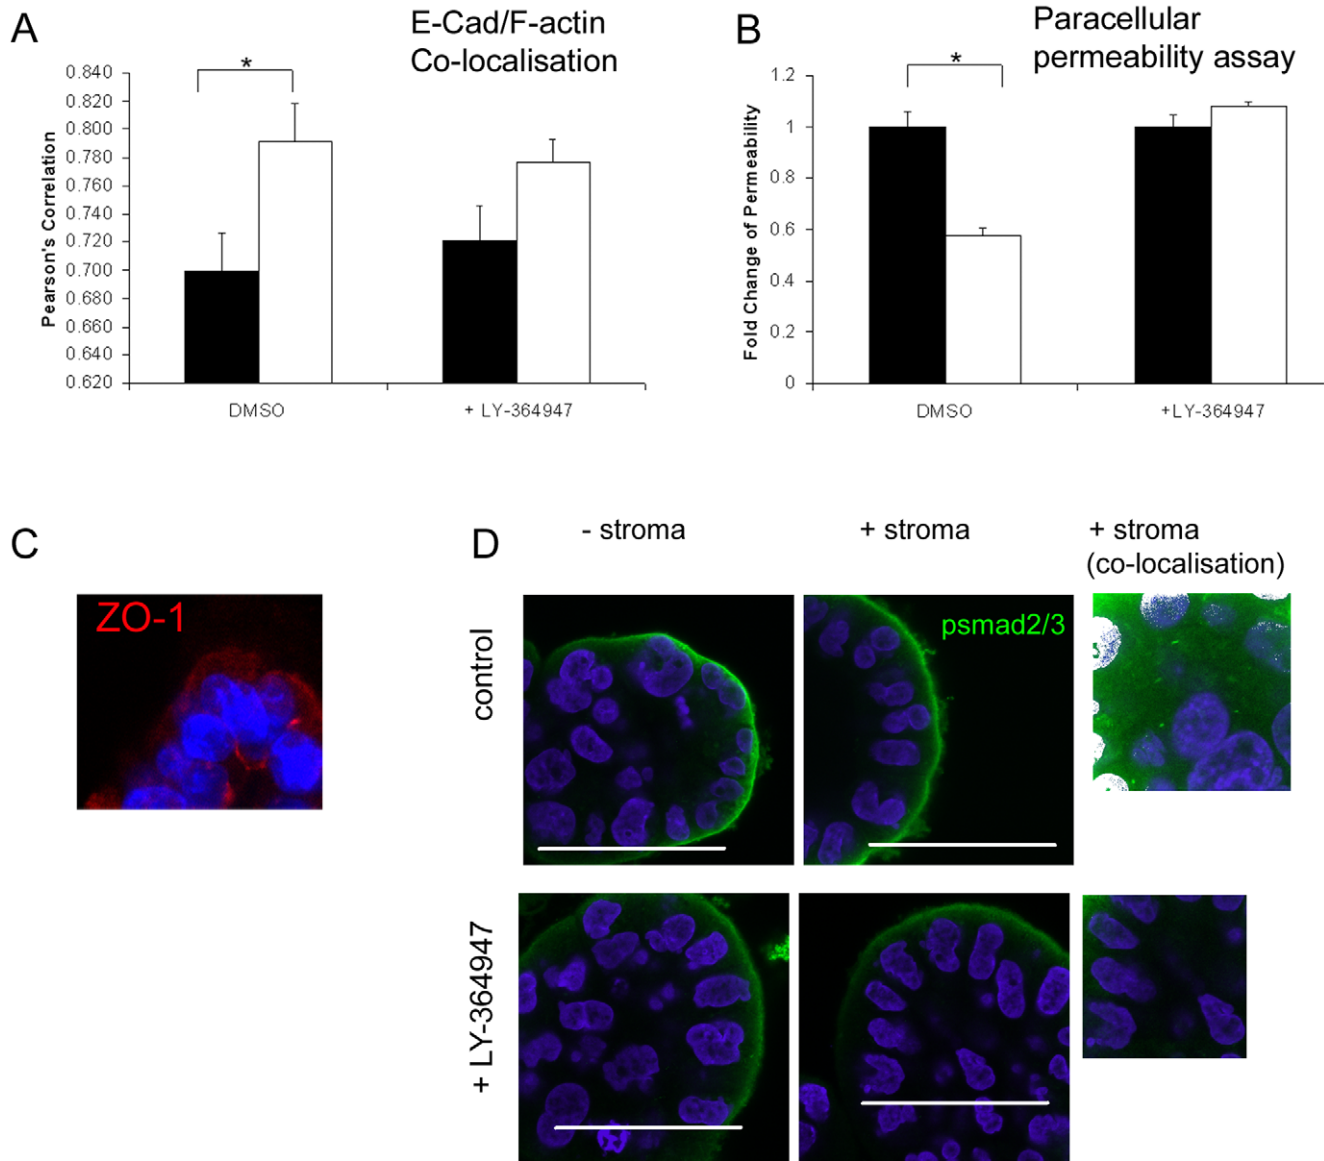 A
E-Cad/F-actin
Co-localisation
*
Pearson's Correlation
0.840
0.820
0.800
0.780
0.760
0.740
0.720
0.700
0.680
0.660
0.640
0.620
DMSO
+ LY-364947
B
Paracellular
permeability assay
*
Fold Change of Permeability
1.2
1
0.8
0.6
0.4
0.2
0
DMSO
+LY-364947
C
ZO-1
D
- stroma
+ stroma
+ stroma
(co-localisation)
control
psmad2/3
+ LY-364947